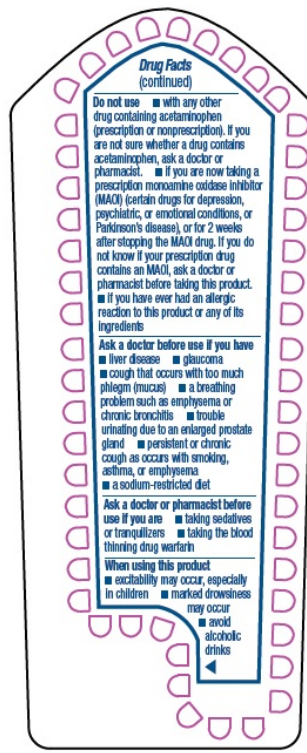 Drug Facts
(continued)
Do not use ■ with any other
drug containing acetaminophen
(prescription or nonprescription). If you
are not sure whether a drug contains
acetaminophen, ask a doctor or
pharmacist. ■ if you are now taking a
prescription monoamine oxidase inhibitor
(MAOI) (certain drugs for depression,
psychiatric, or emotional conditions, or
Parkinson's disease), or for 2 weeks
after stopping the MAOI drug. If you do
not know if your prescription drug
contains an MAOI, ask a doctor or
pharmacist before taking this product.
■ if you have ever had an allergic
reaction to this product or any of its
ingredients
Ask a doctor before use if you have
■ liver disease ■ glaucoma
■ cough that occurs with too much
phlegm (mucus) ■ a breathing
problem such as emphysema or
chronic bronchitis ■ trouble
urinating due to an enlarged prostate
gland ■ persistent or chronic
cough as occurs with smoking,
asthma, or emphysema
■ a sodium-restricted diet
Ask a doctor or pharmacist before
use if you are ■ taking sedatives
or tranquilizers ■ taking the blood
thinning drug warfarin
When using this product
■ excitability may occur, especially
in children ■ marked drowsiness
may occur
■ avoid
alcoholic
drinks